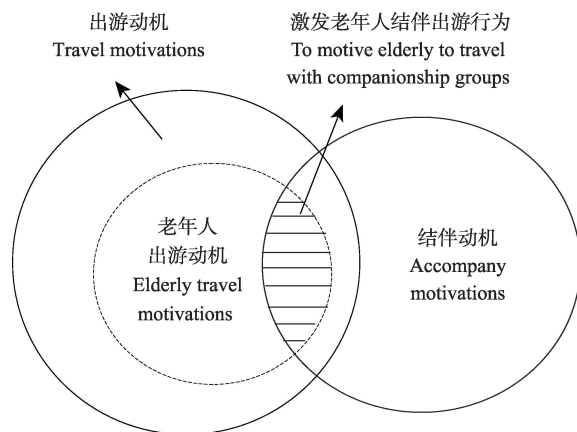 出游动机
Travel motivations
激发老年人结伴出游行为
To motive elderly to travel
with companionship groups
老年人
出游动机
Elderly travel
motivations
结伴动机
Accompany
motivations